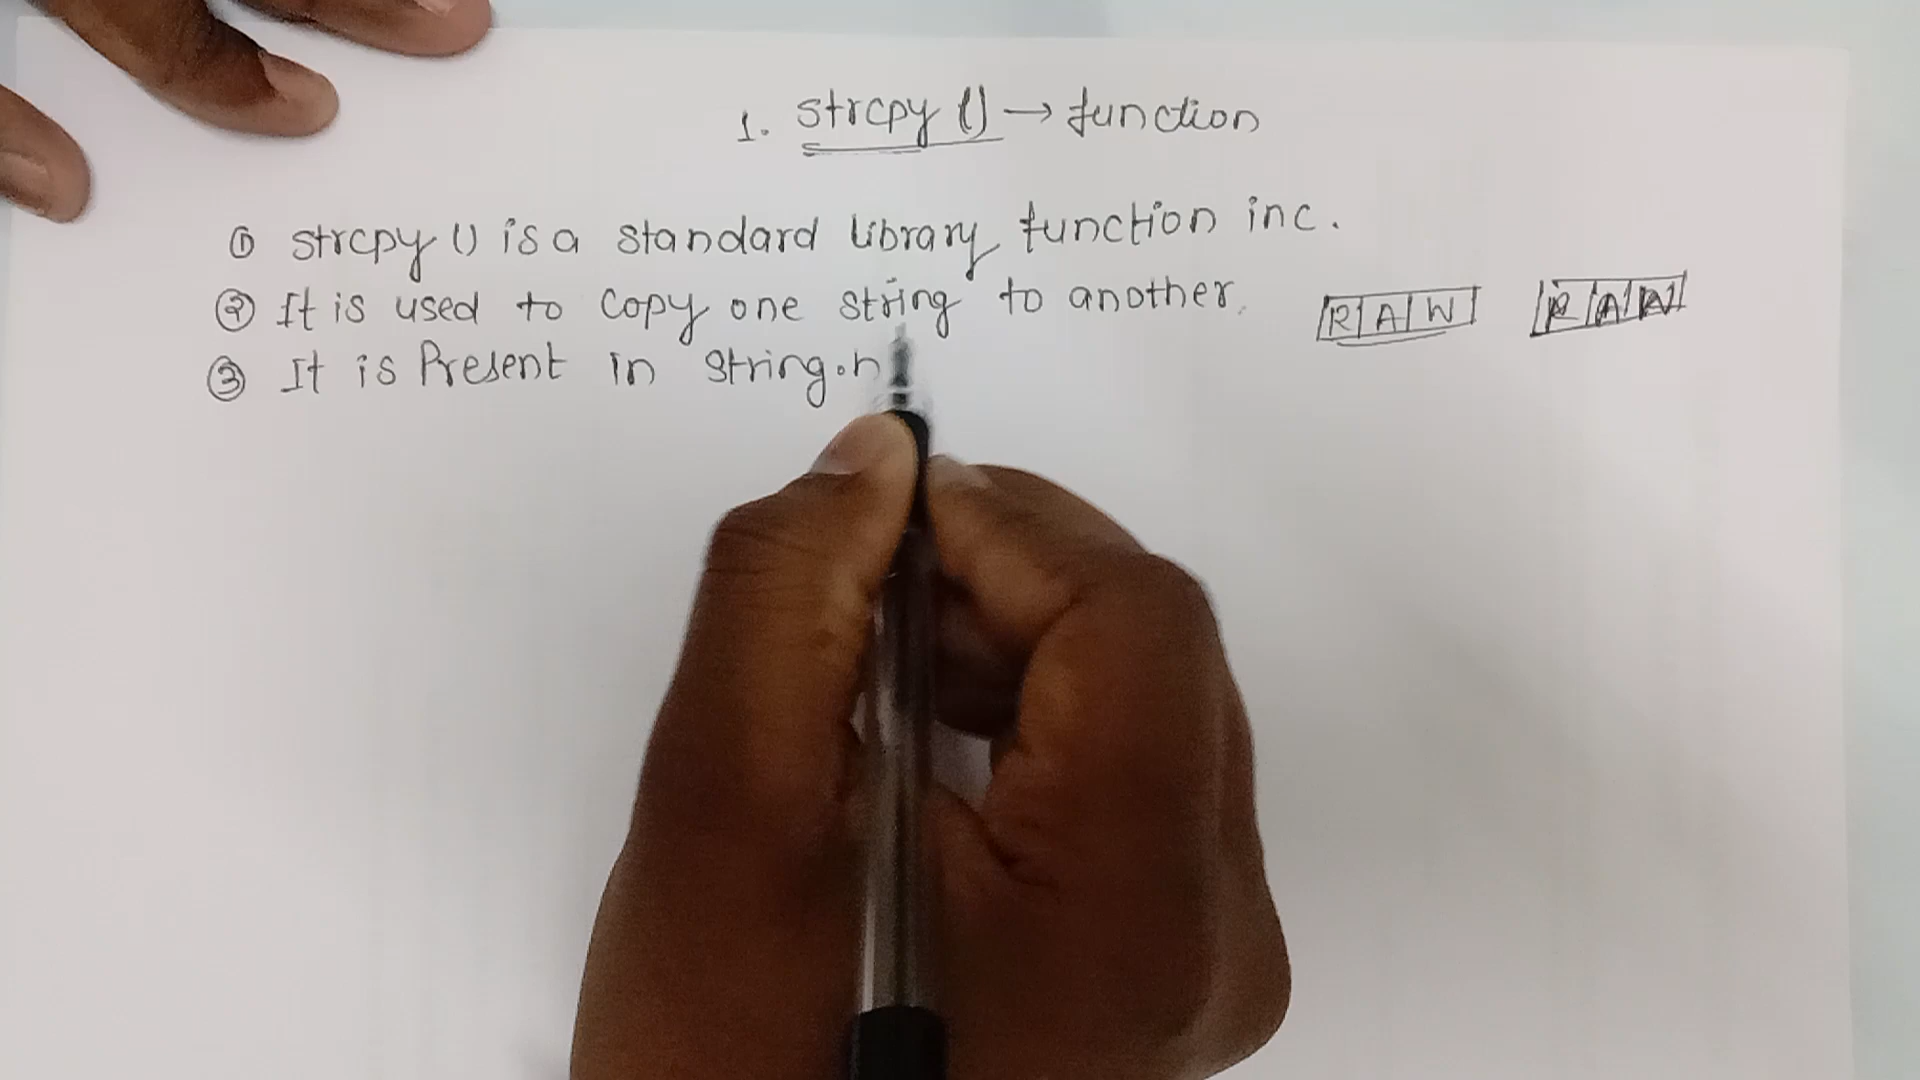 1. strcpy () → function
① strcpy () is a standard library function in c.
② It is used to copy one string to another. R A W R A W
③ It is Present in string.h